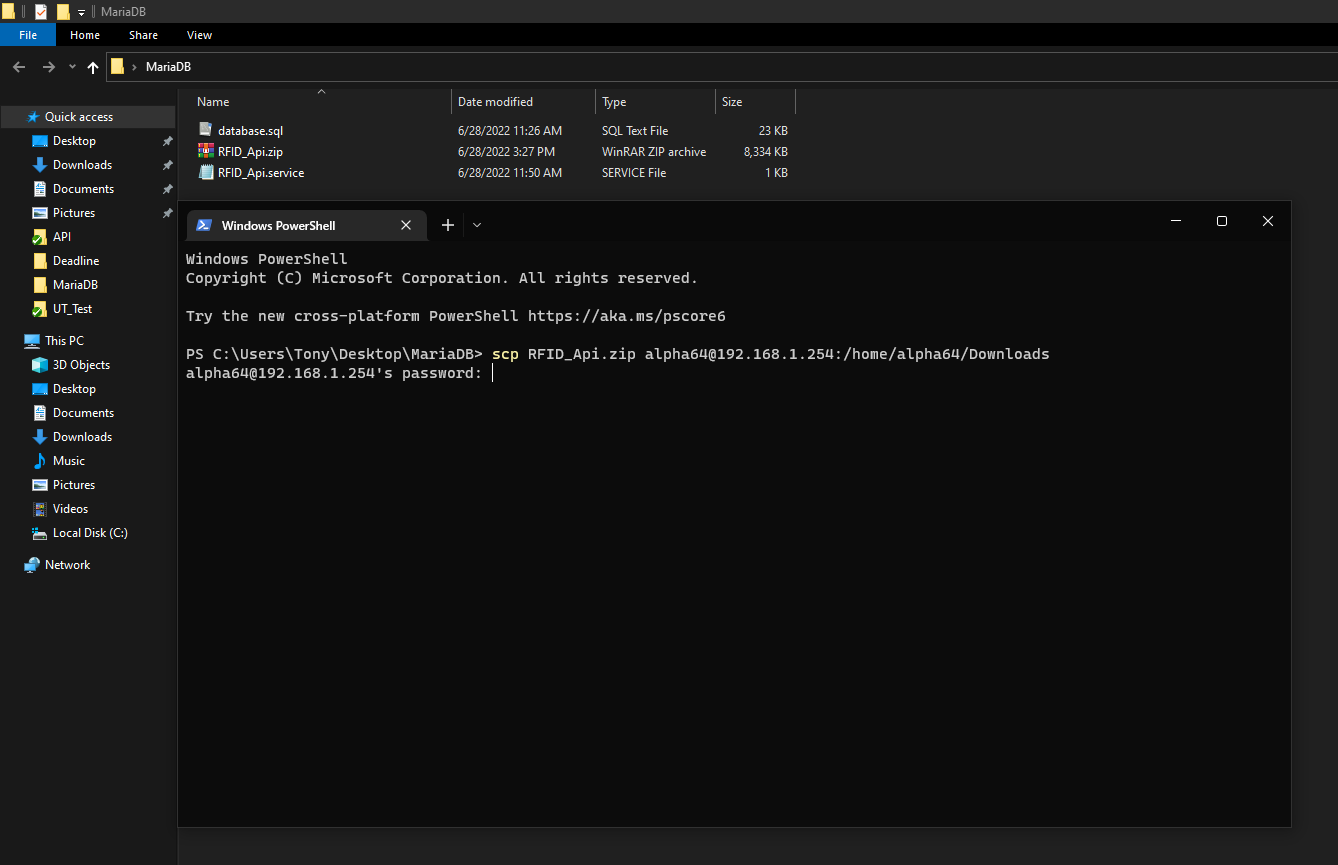 MariaDB
File Home Share View
MariaDB
Name Date modified Type Size
database.sql 6/28/2022 11:26 AM SQL Text File 23 KB
RFID_Api.zip 6/28/2022 3:27 PM WinRAR ZIP archive 8,334 KB
RFID_Api.service 6/28/2022 11:50 AM SERVICE File 1 KB
Quick access
Desktop
Downloads
Documents
Pictures
API
Deadline
MariaDB
UT_Test
This PC
3D Objects
Desktop
Documents
Downloads
Music
Pictures
Videos
Local Disk (C:)
Network
Windows PowerShell
Windows PowerShell
Copyright (C) Microsoft Corporation. All rights reserved.
Try the new cross-platform PowerShell https://aka.ms/pscore6
PS C:\Users\Tony\Desktop\MariaDB> scp RFID_Api.zip alpha64@192.168.1.254:/home/alpha64/Downloads
alpha64@192.168.1.254's password: